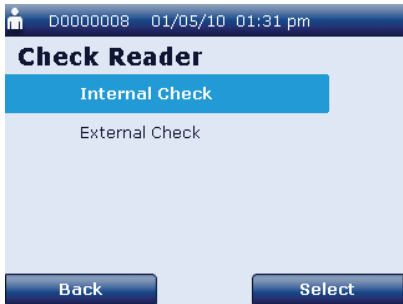 D0000008 01/05/10 01:31 pm
Check Reader
Internal Check
External Check
Back Select